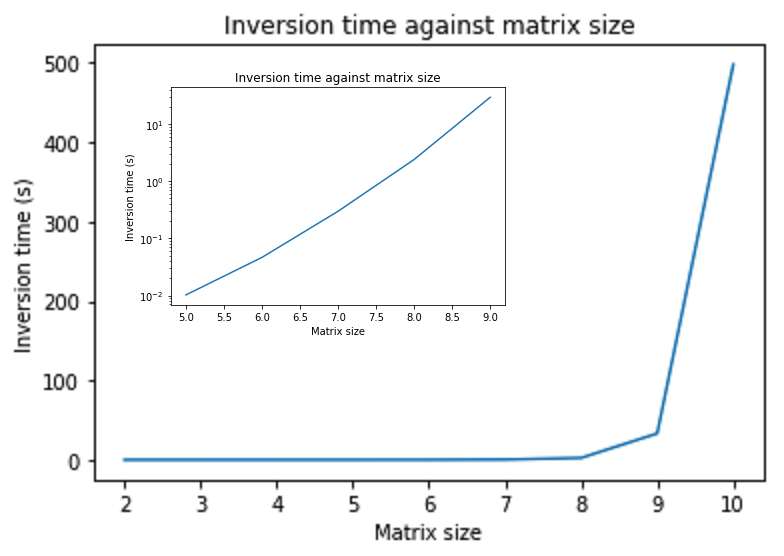 Inversion time against matrix size
500
400
300
200
100
0
Inversion time (s)
2 3 4 5 6 7 8 9 10
Matrix size
Inversion time against matrix size
10¹
10⁰
10⁻¹
10⁻²
Inversion time (s)
5.0 5.5 6.0 6.5 7.0 7.5 8.0 8.5 9.0
Matrix size